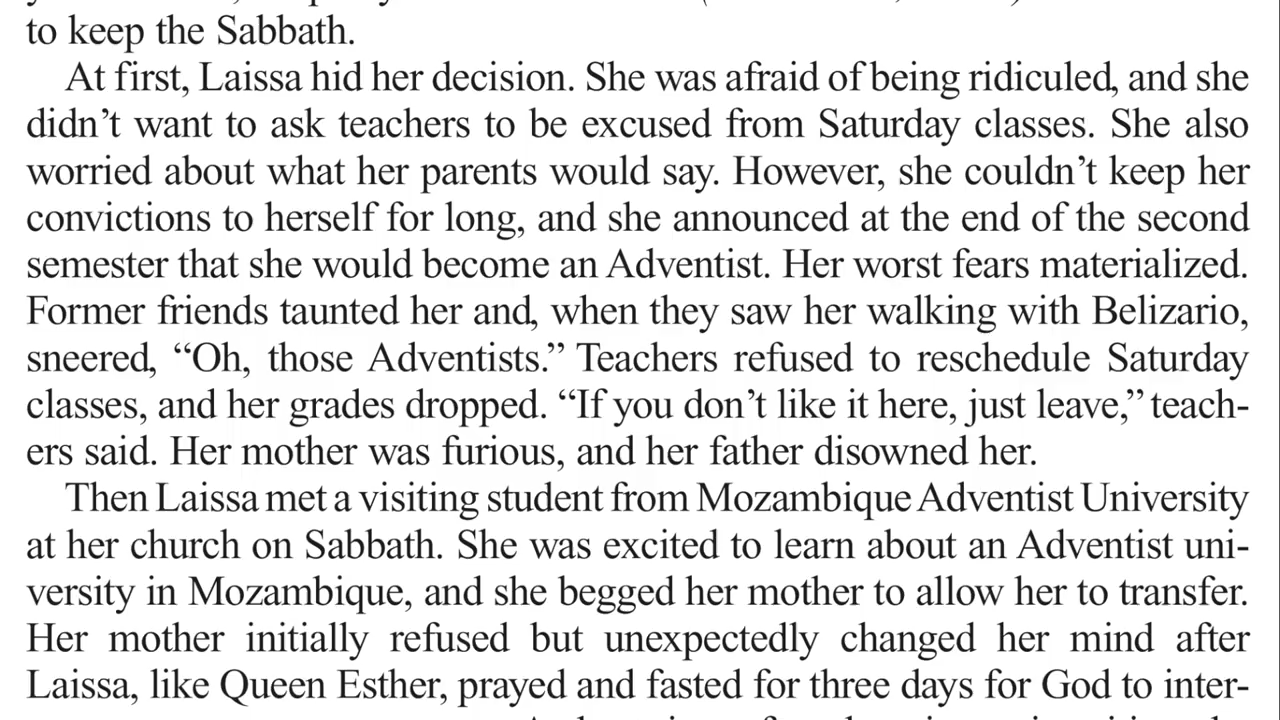 to keep the Sabbath.
At first, Laissa hid her decision. She was afraid of being ridiculed, and she
didn’t want to ask teachers to be excused from Saturday classes. She also
worried about what her parents would say. However, she couldn’t keep her
convictions to herself for long, and she announced at the end of the second
semester that she would become an Adventist. Her worst fears materialized.
Former friends taunted her and, when they saw her walking with Belizario,
sneered, “Oh, those Adventists.” Teachers refused to reschedule Saturday
classes, and her grades dropped. “If you don’t like it here, just leave,” teach-
ers said. Her mother was furious, and her father disowned her.
Then Laissa met a visiting student from Mozambique Adventist University
at her church on Sabbath. She was excited to learn about an Adventist uni-
versity in Mozambique, and she begged her mother to allow her to transfer.
Her mother initially refused but unexpectedly changed her mind after
Laissa, like Queen Esther, prayed and fasted for three days for God to inter-